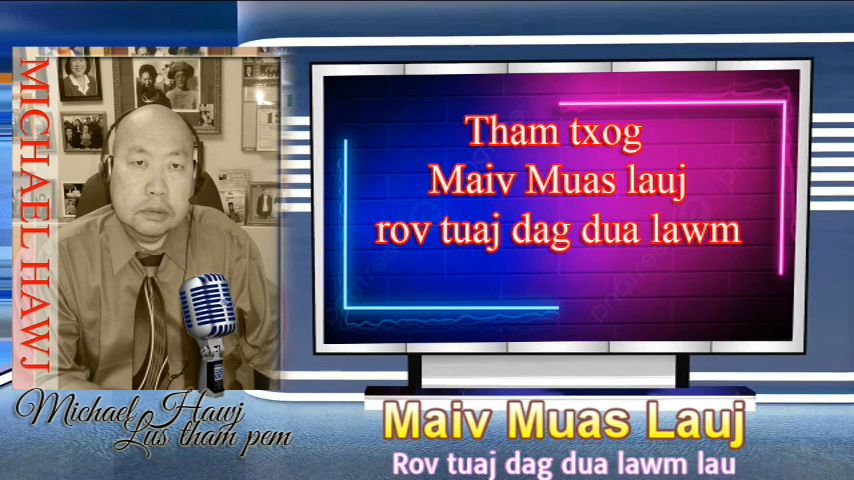 MICHAEL HAWJ
Tham txog
Maiv Muas lauj
rov tuaj dag dua lawm
Michael Hawj
Lus tham pem
Maiv Muas Lauj
Rov tuaj dag dua lawm lau